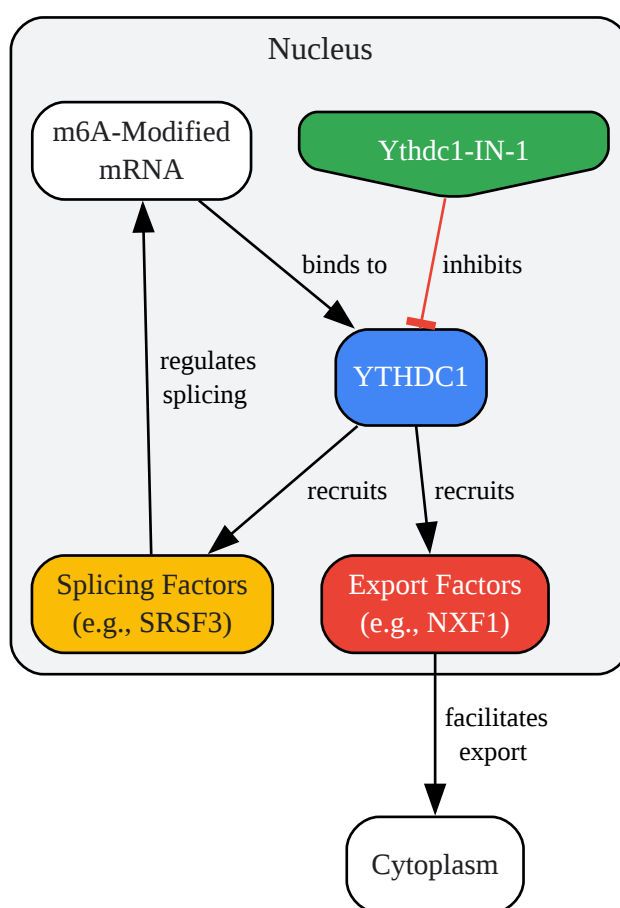 Nucleus
m6A-Modified
mRNA
Ythdc1-IN-1
binds to
inhibits
YTHDC1
regulates
splicing
recruits
recruits
Splicing Factors
(e.g., SRSF3)
Export Factors
(e.g., NXF1)
facilitates
export
Cytoplasm